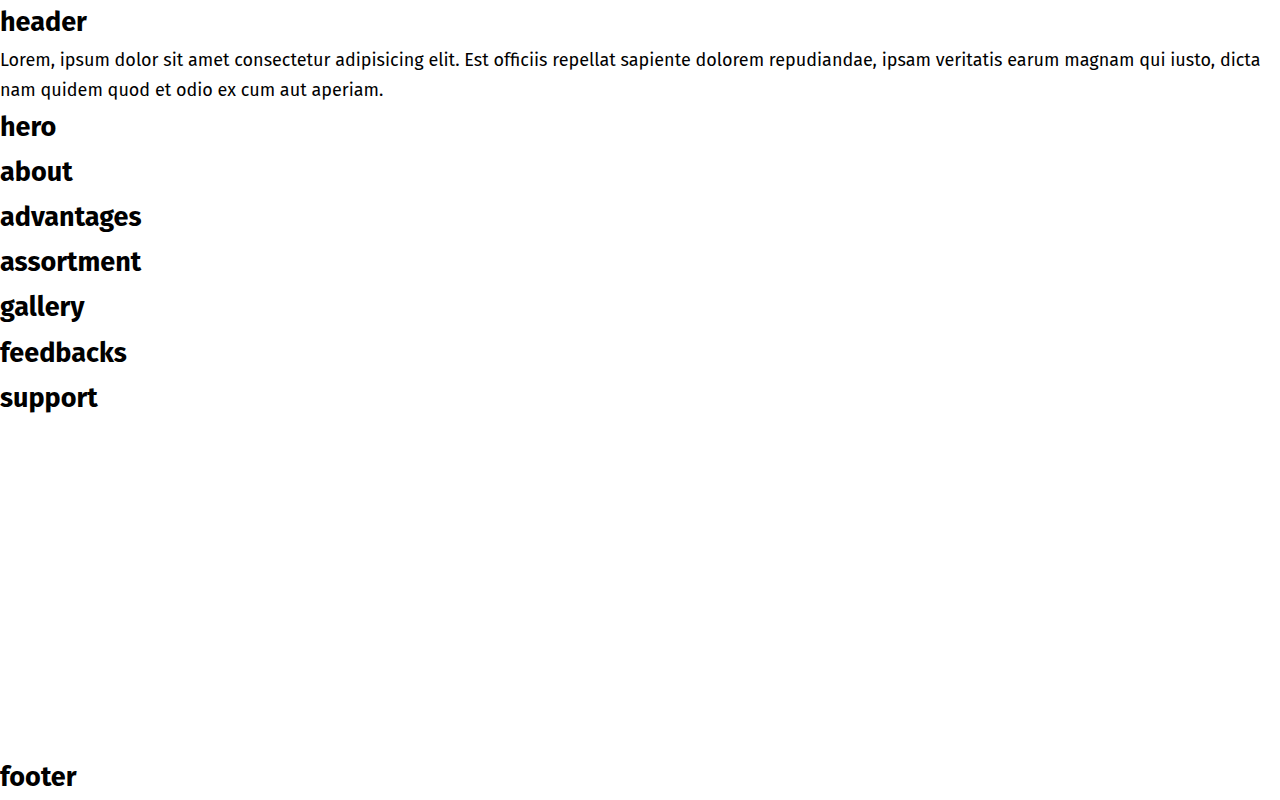 header
Lorem, ipsum dolor sit amet consectetur adipisicing elit. Est officiis repellat sapiente dolorem repudiandae, ipsam veritatis earum magnam qui iusto, dicta
nam quidem quod et odio ex cum aut aperiam.
hero
about
advantages
assortment
gallery
feedbacks
support
footer